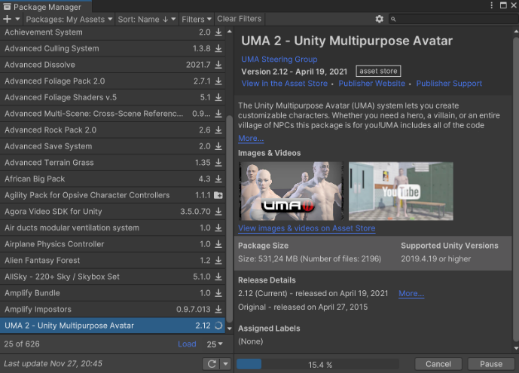 Package Manager
+ Packages: My Assets Sort: Name ↓ Filters Clear Filters
Achievement System 2.0
Advanced Culling System 1.3.8
Advanced Dissolve 2021.7
Advanced Foliage Pack 2.0 2.7.1
Advanced Foliage Shaders v.5 5.1
Advanced Multi-Scene: Cross-Scene Referenc... 0.9...
Advanced Rock Pack 2.0 2.6
Advanced Save System 2.0
Advanced Terrain Grass 1.35
African Big Pack 4.3
Agility Pack for Opsive Character Controllers 1.1.1
Agora Video SDK for Unity 3.5.0.70
Air ducts modular ventilation system 1.0
Airplane Physics Controller 1.0
Alien Fantasy Forest 1.2
AllSky - 220+ Sky / Skybox Set 5.1.0
Amplify Bundle 1.0
Amplify Impostors 0.9.7.013
UMA 2 - Unity Multipurpose Avatar 2.12
25 of 626 Load 25
Last update Nov 27, 20:45
UMA 2 - Unity Multipurpose Avatar
UMA Steering Group
Version 2.12 - April 19, 2021 asset store
View in the Asset Store • Publisher Website • Publisher Support
The Unity Multipurpose Avatar (UMA) system lets you create
customizable characters. Whether you need a hero, a villain, or an entire
village of NPCs this package is for you!UMA includes all of the code
More...
Images & Videos
UMA
YouTube
View images & videos on Asset Store
Package Size
Size: 531,24 MB (Number of files: 2196)
Supported Unity Versions
2019.4.19 or higher
Release Details
2.12 (Current) - released on April 19, 2021 More...
Original - released on April 27, 2015
Assigned Labels
(None)
15.4 % Cancel Pause